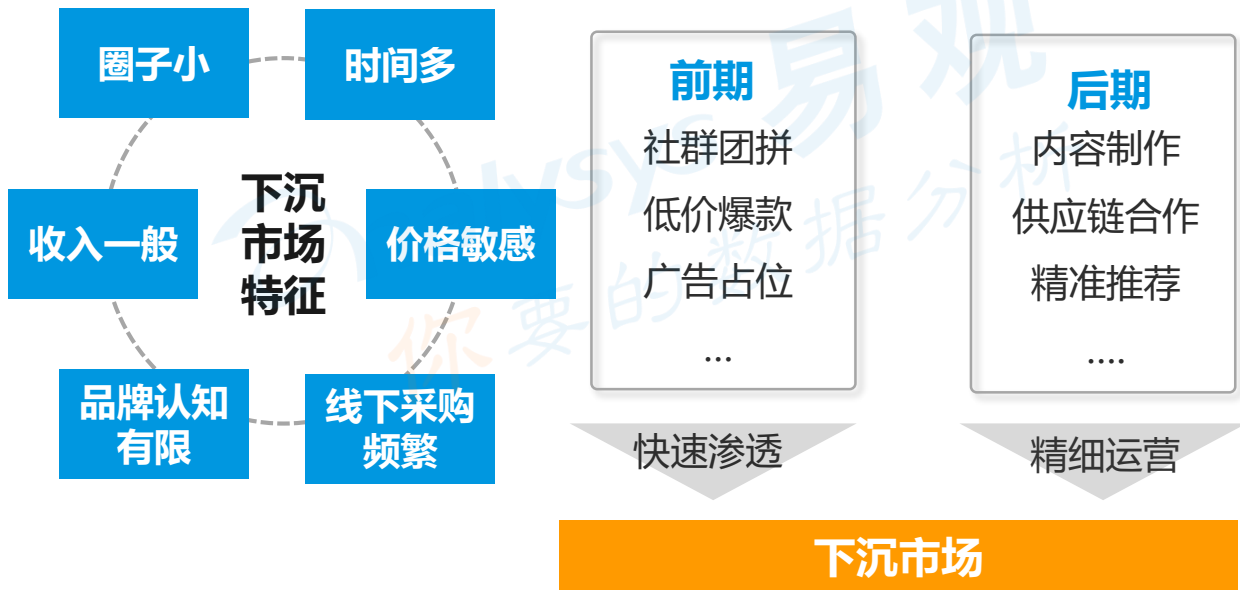 圈子小
时间多
收入一般
下沉
市场
特征
价格敏感
品牌认知
有限
线下采购
频繁
前期
社群团拼
低价爆款
广告占位
...
快速渗透
后期
内容制作
供应链合作
精准推荐
....
精细运营
下沉市场
易观
你要的数据分析